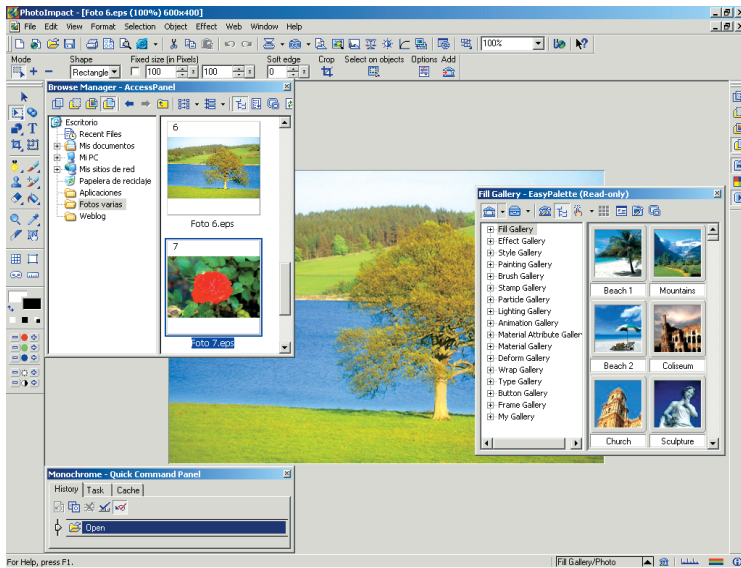 PhotoImpact - [Foto 6.eps (100%) 600x400]
File Edit View Format Selection Object Effect Web Window Help
100%
Mode Shape Fixed size (in Pixels) Soft edge Crop Select on objects Options Add
Rectangle 100 100 0
Browse Manager - AccessPanel
Escritorio
Recent Files
Mis documentos
Mi PC
Mis sitios de red
Papelera de reciclaje
Aplicaciones
Fotos varias
Weblog
6
Foto 6.eps
7
Foto 7.eps
Fill Gallery - EasyPalette (Read-only)
Fill Gallery
Effect Gallery
Style Gallery
Painting Gallery
Brush Gallery
Stamp Gallery
Particle Gallery
Lighting Gallery
Animation Gallery
Material Attribute Galler
Material Gallery
Deform Gallery
Wrap Gallery
Type Gallery
Button Gallery
Frame Gallery
My Gallery
Beach 1 Mountains
Beach 2 Coliseum
Church Sculpture
Monochrome - Quick Command Panel
History Task Cache
Open
For Help, press F1.
Fill Gallery/Photo